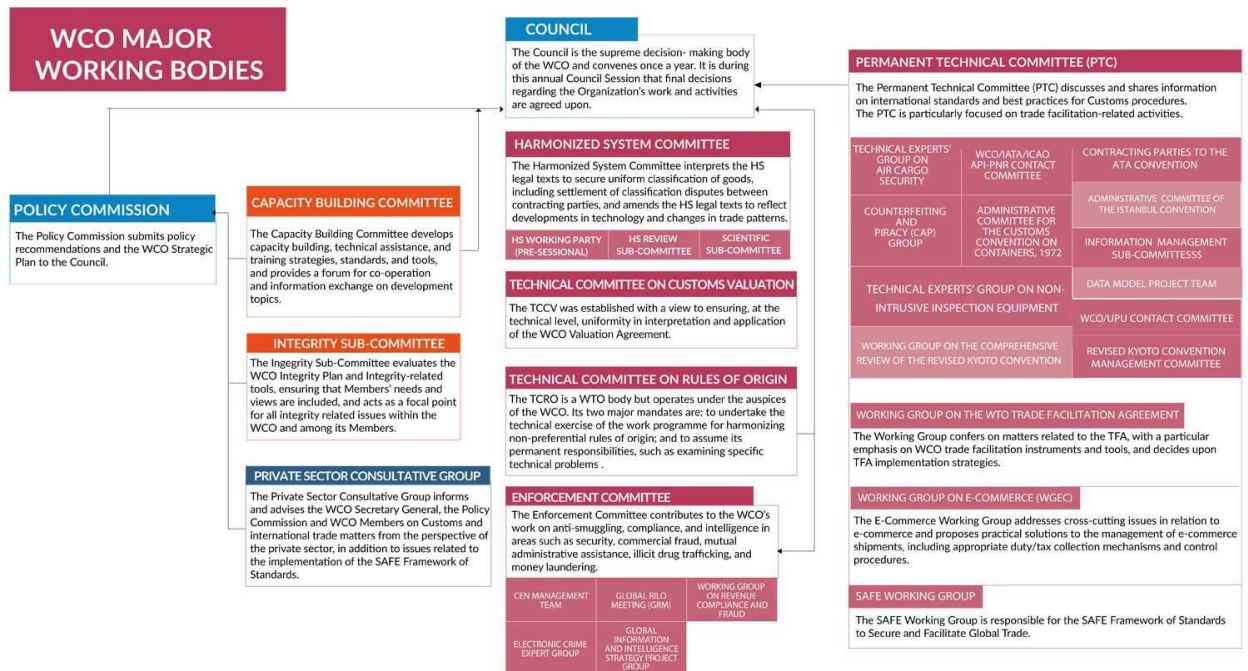 WCO MAJOR
WORKING BODIES
COUNCIL
The Council is the supreme decision- making body
of the WCO and convenes once a year. It is during
this annual Council Session that final decisions
regarding the Organization's work and activities
are agreed upon.
POLICY COMMISSION
The Policy Commission submits policy
recommendations and the WCO Strategic
Plan to the Council.
CAPACITY BUILDING COMMITTEE
The Capacity Building Committee develops
capacity building, technical assistance, and
training strategies, standards, and tools,
and provides a forum for co-operation
and information exchange on development
topics.
INTEGRITY SUB-COMMITTEE
The Ingegrity Sub-Committee evaluates the
WCO Integrity Plan and Integrity-related
tools, ensuring that Members' needs and
views are included, and acts as a focal point
for all integrity related issues within the
WCO and among its Members.
PRIVATE SECTOR CONSULTATIVE GROUP
The Private Sector Consultative Group informs
and advises the WCO Secretary General, the Policy
Commission and WCO Members on Customs and
international trade matters from the perspective of
the private sector, in addition to issues related to
the implementation of the SAFE Framework of
Standards.
HARMONIZED SYSTEM COMMITTEE
The Harmonized System Committee interprets the HS
legal texts to secure uniform classification of goods,
including settlement of classification disputes between
contracting parties, and amends the HS legal texts to reflect
developments in technology and changes in trade patterns.
HS WORKING PARTY
(PRE-SESSIONAL)
HS REVIEW
SUB-COMMITTEE
SCIENTIFIC
SUB-COMMITTEE
TECHNICAL COMMITTEE ON CUSTOMS VALUATION
The TCCV was established with a view to ensuring, at the
technical level, uniformity in interpretation and application
of the WCO Valuation Agreement.
TECHNICAL COMMITTEE ON RULES OF ORIGIN
The TCRO is a WTO body but operates under the auspices
of the WCO. Its two major mandates are: to undertake the
technical exercise of the work programme for harmonizing
non-preferential rules of origin; and to assume its
permanent responsibilities, such as examining specific
technical problems .
ENFORCEMENT COMMITTEE
The Enforcement Committee contributes to the WCO's
work on anti-smuggling, compliance, and intelligence in
areas such as security, commercial fraud, mutual
administrative assistance, illicit drug trafficking, and
money laundering.
CEN MANAGEMENT
TEAM
GLOBAL RILO
MEETING (GRM)
WORKING GROUP
ON REVENUE
COMPLIANCE AND
FRAUD
ELECTRONIC CRIME
EXPERT GROUP
GLOBAL
INFORMATION
AND INTELLIGENCE
STRATEGY PROJECT
GROUP
PERMANENT TECHNICAL COMMITTEE (PTC)
The Permanent Technical Committee (PTC) discusses and shares information
on international standards and best practices for Customs procedures.
The PTC is particularly focused on trade facilitation-related activities.
TECHNICAL EXPERTS'
GROUP ON
AIR CARGO
SECURITY
WCO/IATA/ICAO
API-PNR CONTACT
COMMITTEE
CONTRACTING PARTIES TO THE
ATA CONVENTION
ADMINISTRATIVE COMMITTEE OF
THE ISTANBUL CONVENTION
COUNTERFEITING
AND
PIRACY (CAP)
GROUP
ADMINISTRATIVE
COMMITTEE FOR
THE CUSTOMS
CONVENTION ON
CONTAINERS, 1972
INFORMATION MANAGEMENT
SUB-COMMITTESS$
TECHNICAL EXPERTS' GROUP ON NON-
INTRUSIVE INSPECTION EQUIPMENT
DATA MODEL PROJECT TEAM
WCO/UPU CONTACT COMMITTEE
WORKING GROUP ON THE COMPREHENSIVE
REVIEW OF THE REVISED KYOTO CONVENTION
REVISED KYOTO CONVENTION
MANAGEMENT COMMITTEE
WORKING GROUP ON THE WTO TRADE FACILITATION AGREEMENT
The Working Group confers on matters related to the TFA, with a particular
emphasis on WCO trade facilitation instruments and tools, and decides upon
TFA implementation strategies.
WORKING GROUP ON E-COMMERCE (WGEC)
The E-Commerce Working Group addresses cross-cutting issues in relation to
e-commerce and proposes practical solutions to the management of e-commerce
shipments, including appropriate duty/tax collection mechanisms and control
procedures.
SAFE WORKING GROUP
The SAFE Working Group is responsible for the SAFE Framework of Standards
to Secure and Facilitate Global Trade.